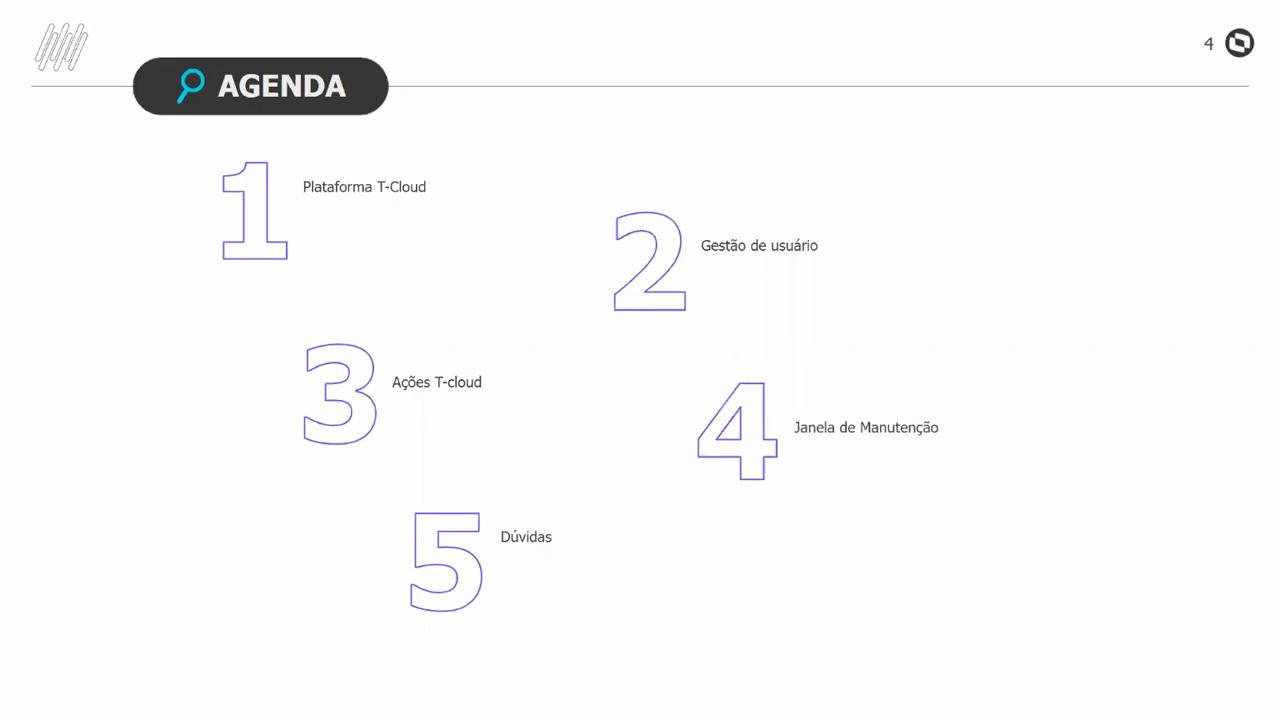 4
AGENDA
1
Plataforma T-Cloud
2
Gestão de usuário
3
Ações T-cloud
4
Janela de Manutenção
5
Dúvidas